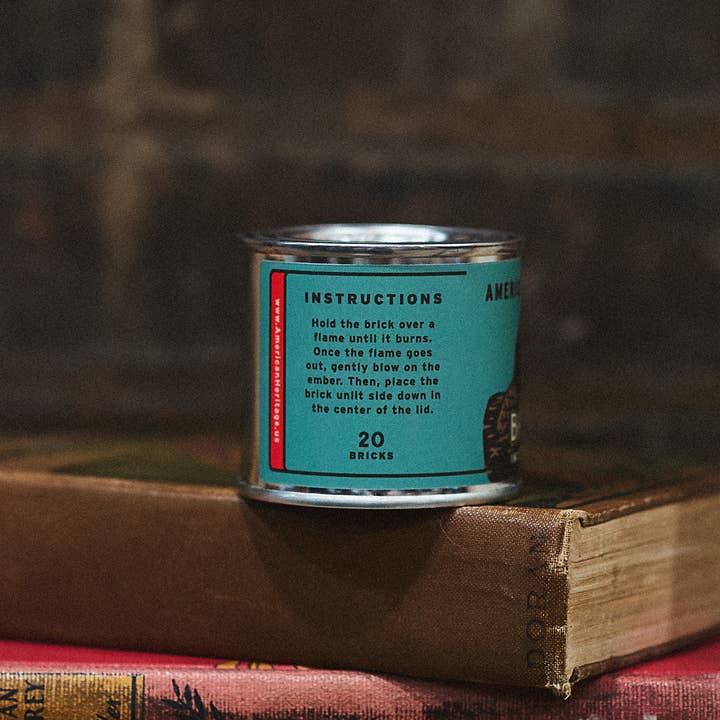 INSTRUCTIONS
Hold the brick over a
flame until it burns.
Once the flame goes
out, gently blow on the
ember. Then, place the
brick unlit side down in
the center of the lid.
20
BRICKS
www.AmericanHeritage.us
DORAN